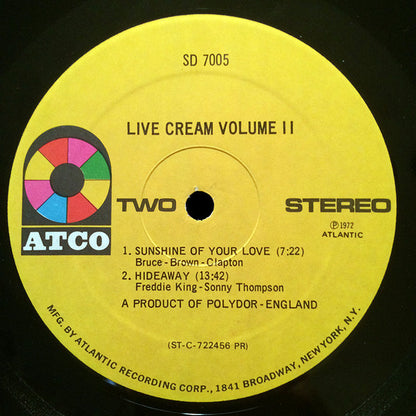 SD 7005
LIVE CREAM VOLUME II
ATCO
TWO
STEREO
℗1972
ATLANTIC
1. SUNSHINE OF YOUR LOVE (7:22)
Bruce - Brown - Clapton
2. HIDEAWAY (13:42)
Freddie King - Sonny Thompson
A PRODUCT OF POLYDOR - ENGLAND
(ST-C-722456 PR)
MFG. BY ATLANTIC RECORDING CORP., 1841 BROADWAY, NEW YORK, N.Y.